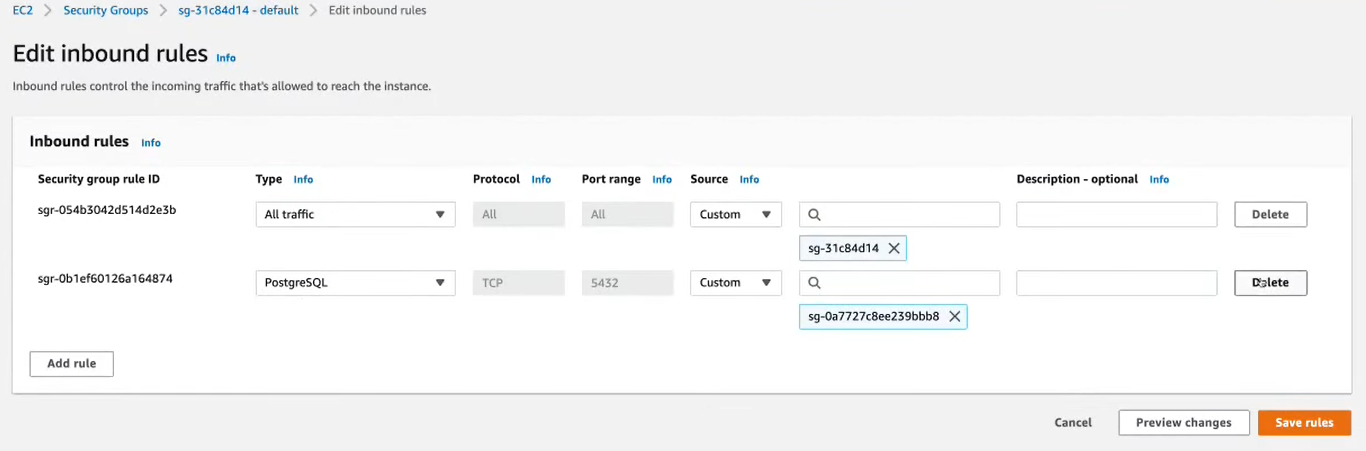 EC2 > Security Groups > sg-31c84d14 - default > Edit inbound rules
Edit inbound rules Info
Inbound rules control the incoming traffic that's allowed to reach the instance.
Inbound rules Info
Security group rule ID Type Info Protocol Info Port range Info Source Info Description - optional Info
sgr-054b3042d514d2e3b All traffic All All Custom Delete
sg-31c84d14
sgr-0b1ef60126a164874 PostgreSQL TCP 5432 Custom Delete
sg-0a7727c8ee239bbb8
Add rule
Cancel Preview changes Save rules